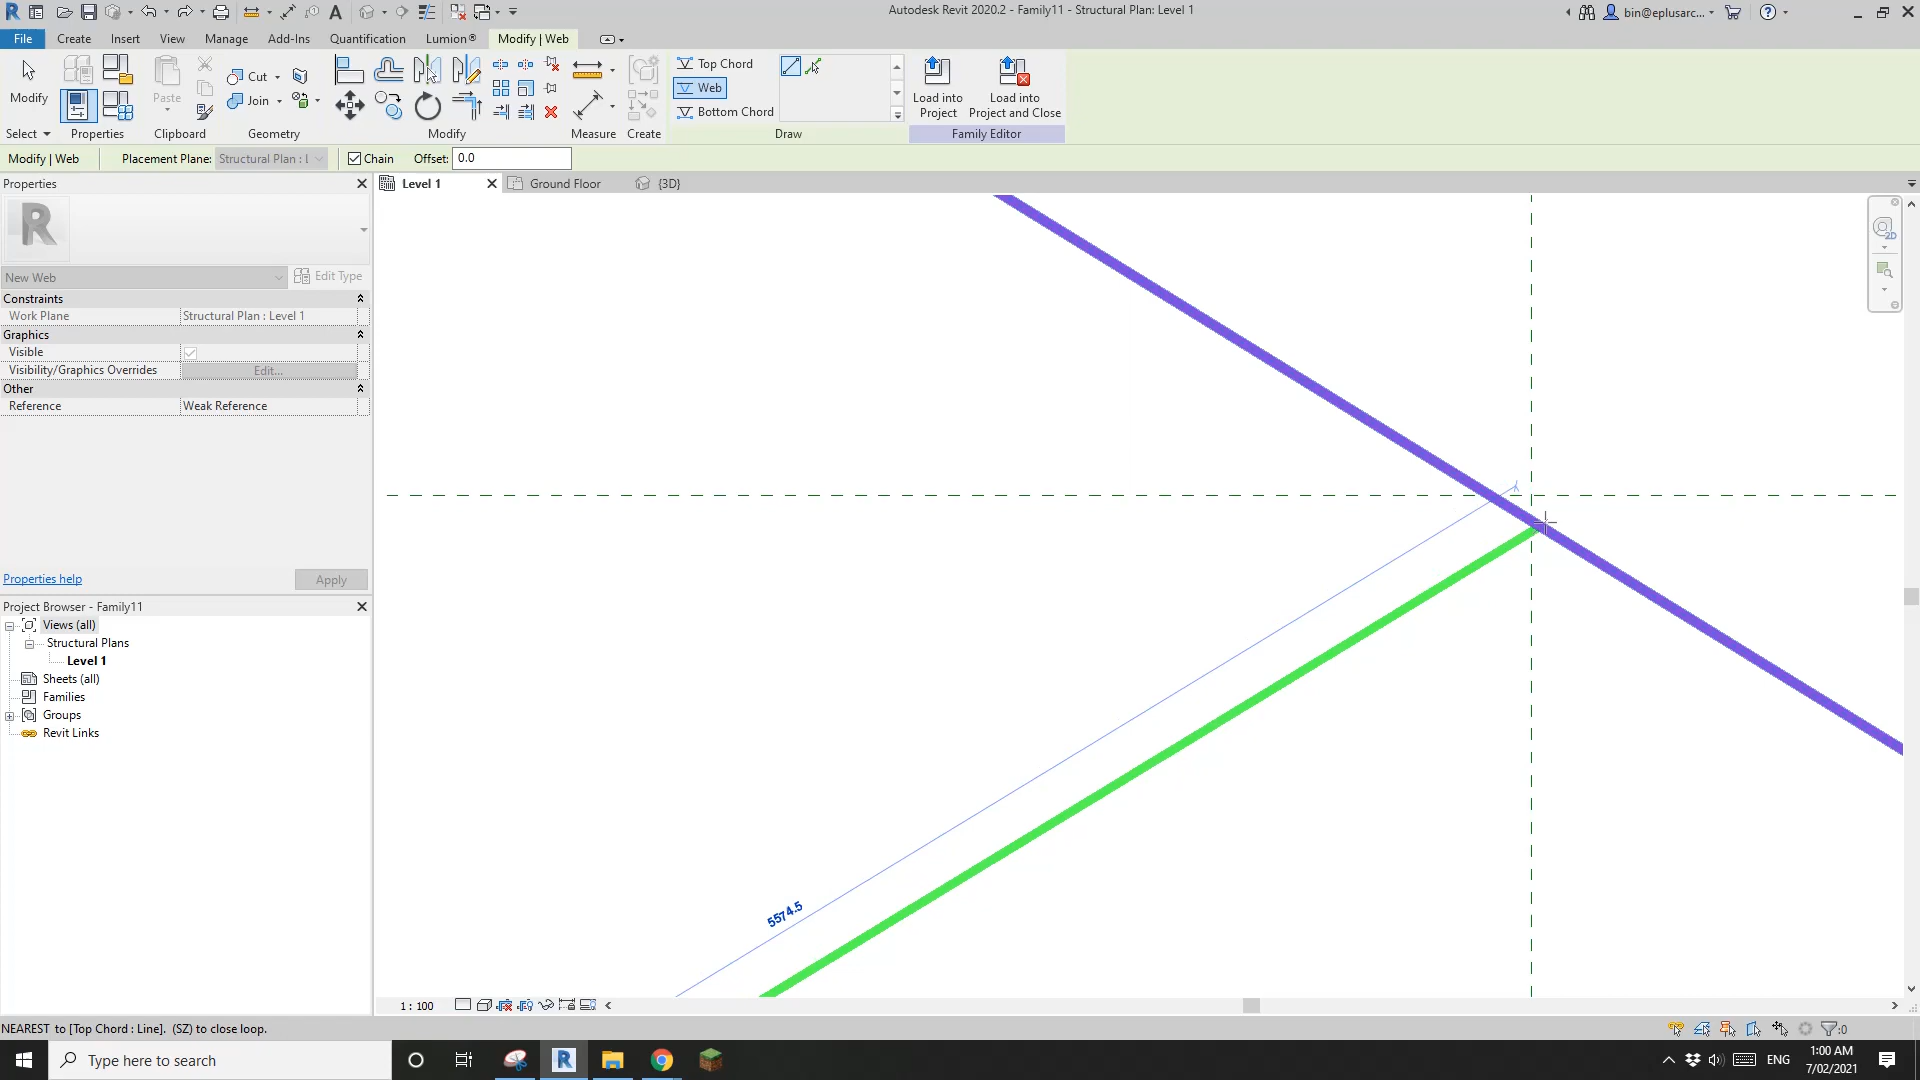 Autodesk Revit 2020.2 - Family11 - Structural Plan: Level 1
bin@eplusarc...
File Create Insert View Manage Add-Ins Quantification Lumion® Modify | Web
Modify
Paste
Cut
Join
Top Chord
Web
Bottom Chord
Load into Project
Load into Project and Close
Select Properties Clipboard Geometry Modify Measure Create Draw Family Editor
Modify | Web Placement Plane: Structural Plan : L Chain Offset: 0.0
Properties
Level 1 Ground Floor {3D}
R
New Web Edit Type
Constraints
Work Plane Structural Plan : Level 1
Graphics
Visible
Visibility/Graphics Overrides Edit...
Other
Reference Weak Reference
Properties help Apply
Project Browser - Family11
Views (all)
Structural Plans
Level 1
Sheets (all)
Families
Groups
Revit Links
5574.5
2D
1 : 100
NEAREST to [Top Chord : Line]. (SZ) to close loop.
:0
Type here to search
ENG
1:00 AM
7/02/2021